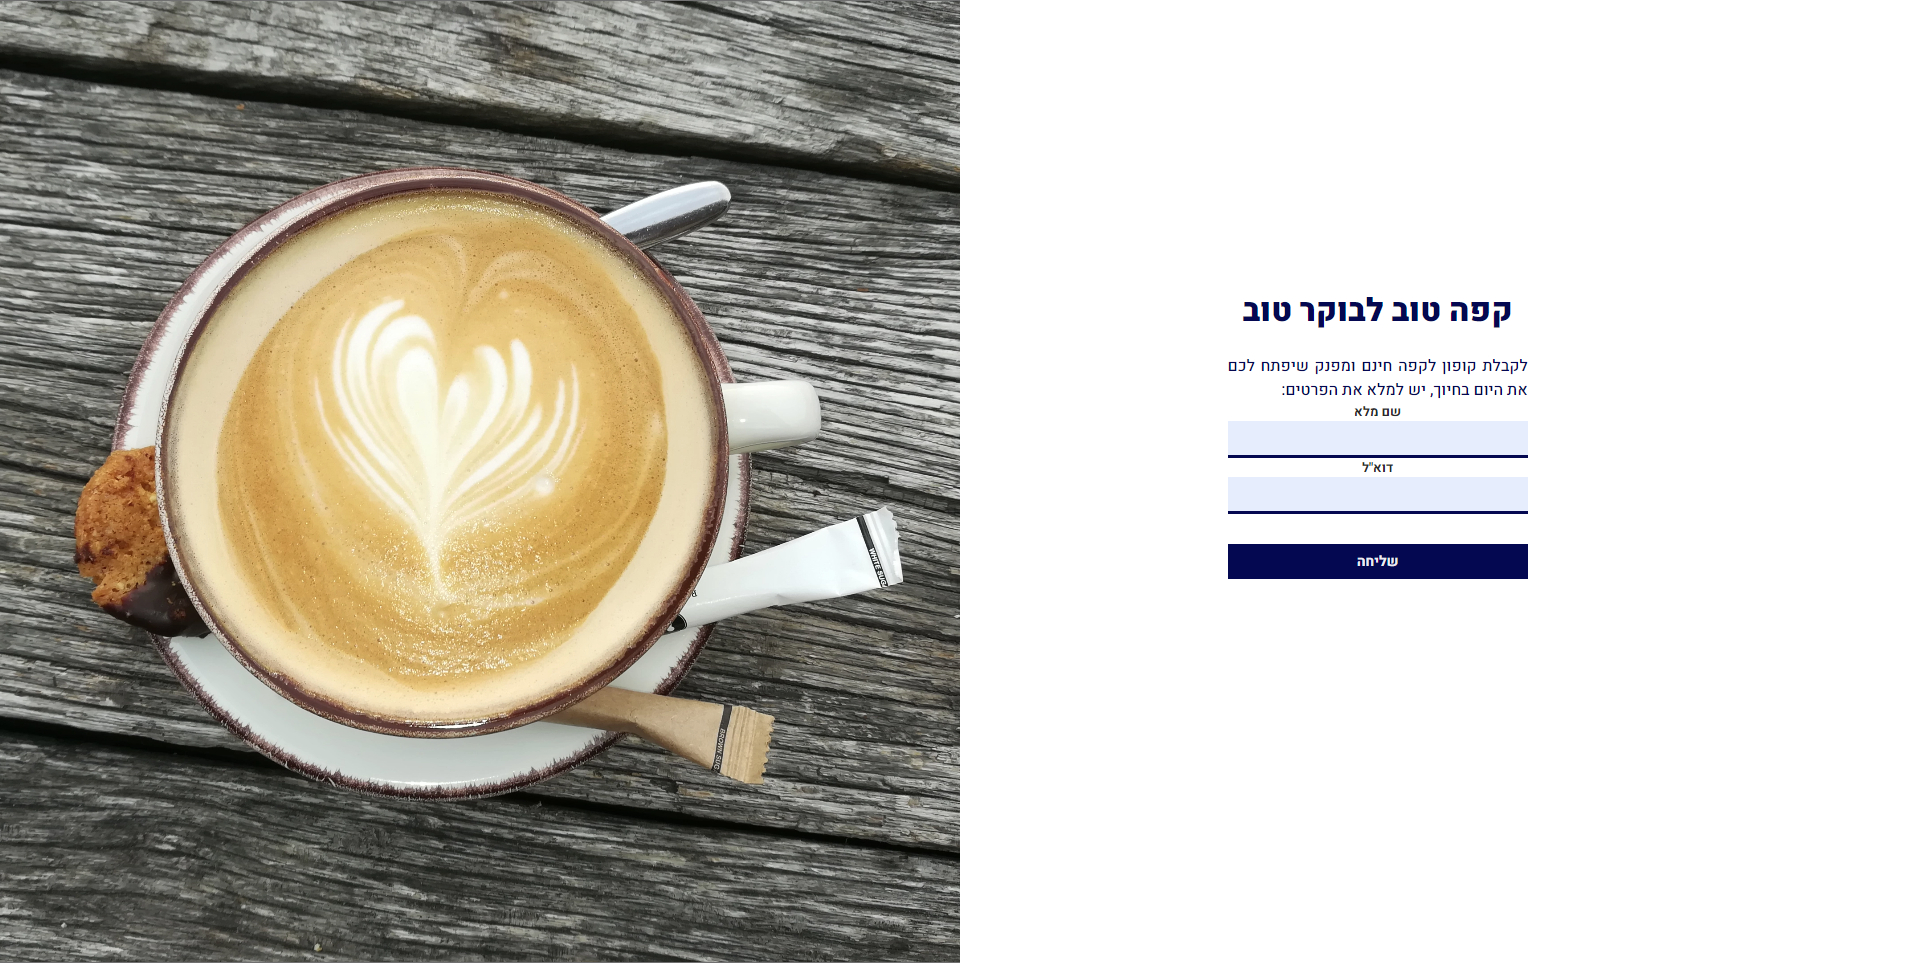 קפה טוב לבוקר טוב
לקבלת קופון לקפה חינם ומפנק שיפתח לכם
את היום בחיוך, יש למלא את הפרטים:
שם מלא
דוא"ל
שליחה
WHITE SUGA
BROWN SUG